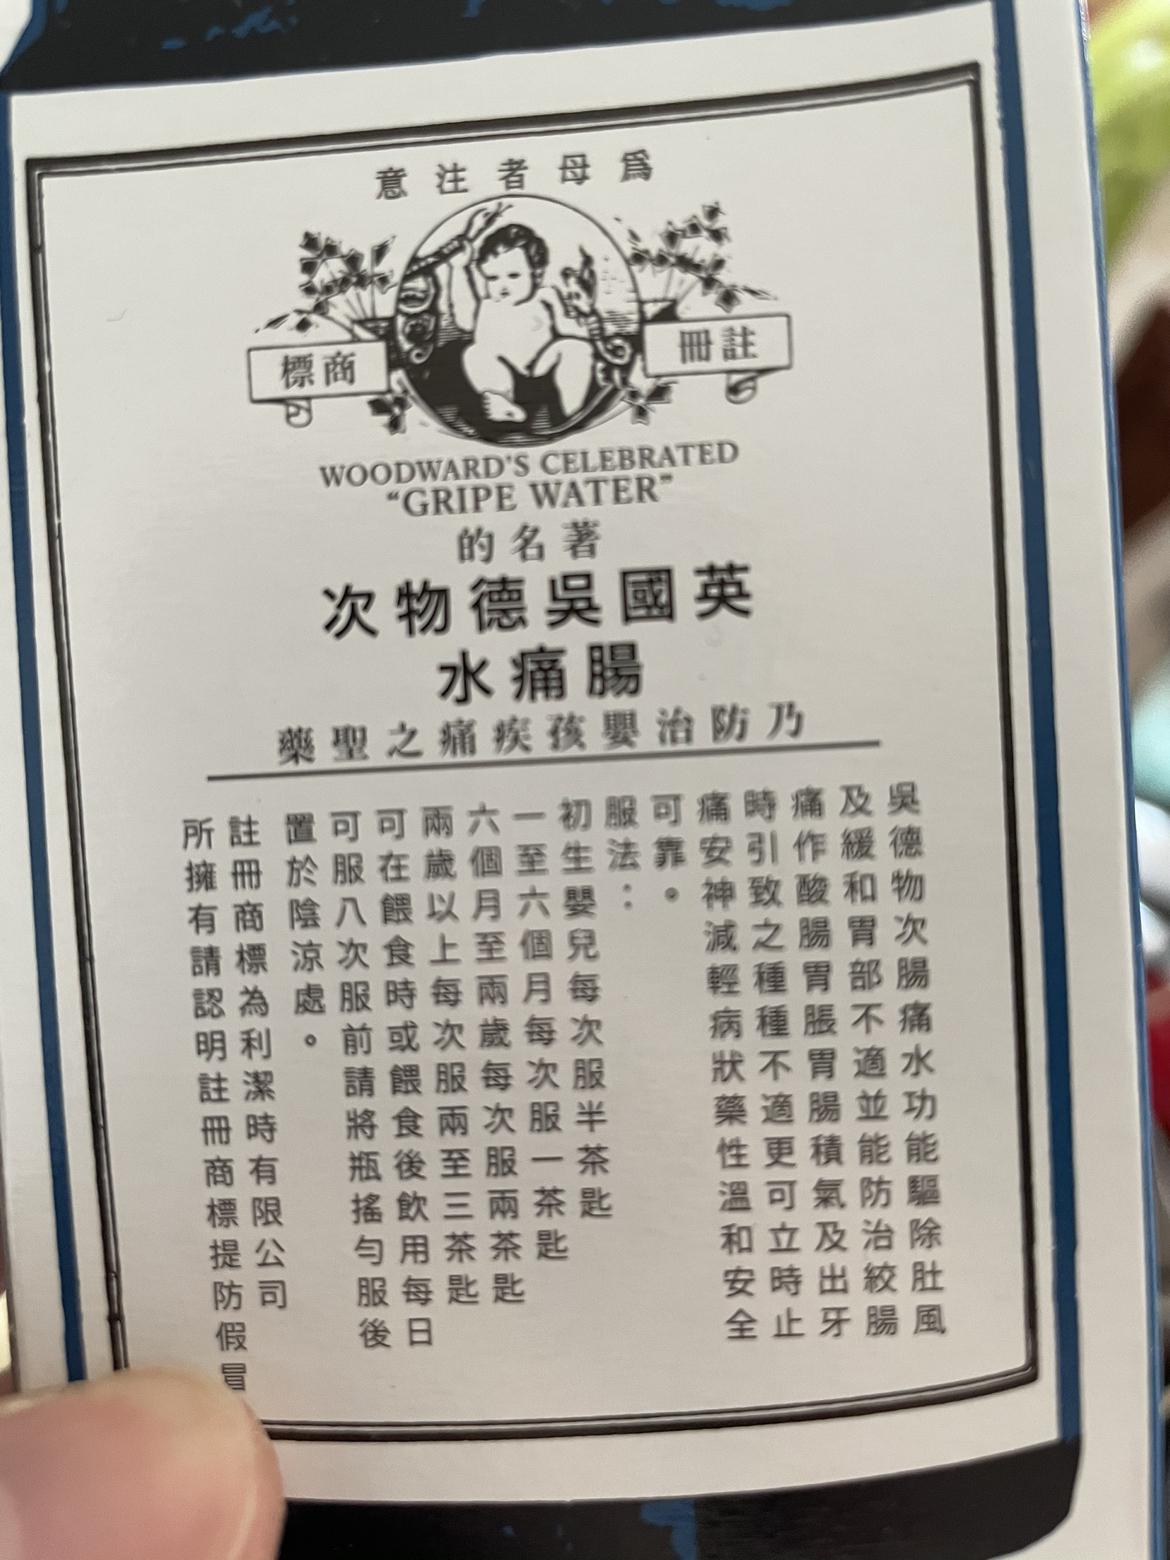 為母者注意
註冊
商標
WOODWARD'S CELEBRATED
“GRIPE WATER”
著名的
英國吳德物次
腸痛水
乃防治嬰孩疾痛之聖藥
吳德物次腸痛水功能驅除肚風
及緩和胃部不適並能防治絞腸
痛作酸腸胃脹胃腸積氣及出牙
時引致之種種不適更可立時止
痛安神減輕病狀藥性溫和安全
可靠。
服法：
初生嬰兒每次服半茶匙
一至六個月每次服一茶匙
六個月至兩歲每次服兩茶匙
兩歲以上每次服兩至三茶匙
可在餵食時或餵食後飲用每日
可服八次服前請將瓶搖勻服後
置於陰涼處。
註冊商標為利潔時有限公司
所擁有請認明註冊商標提防假冒